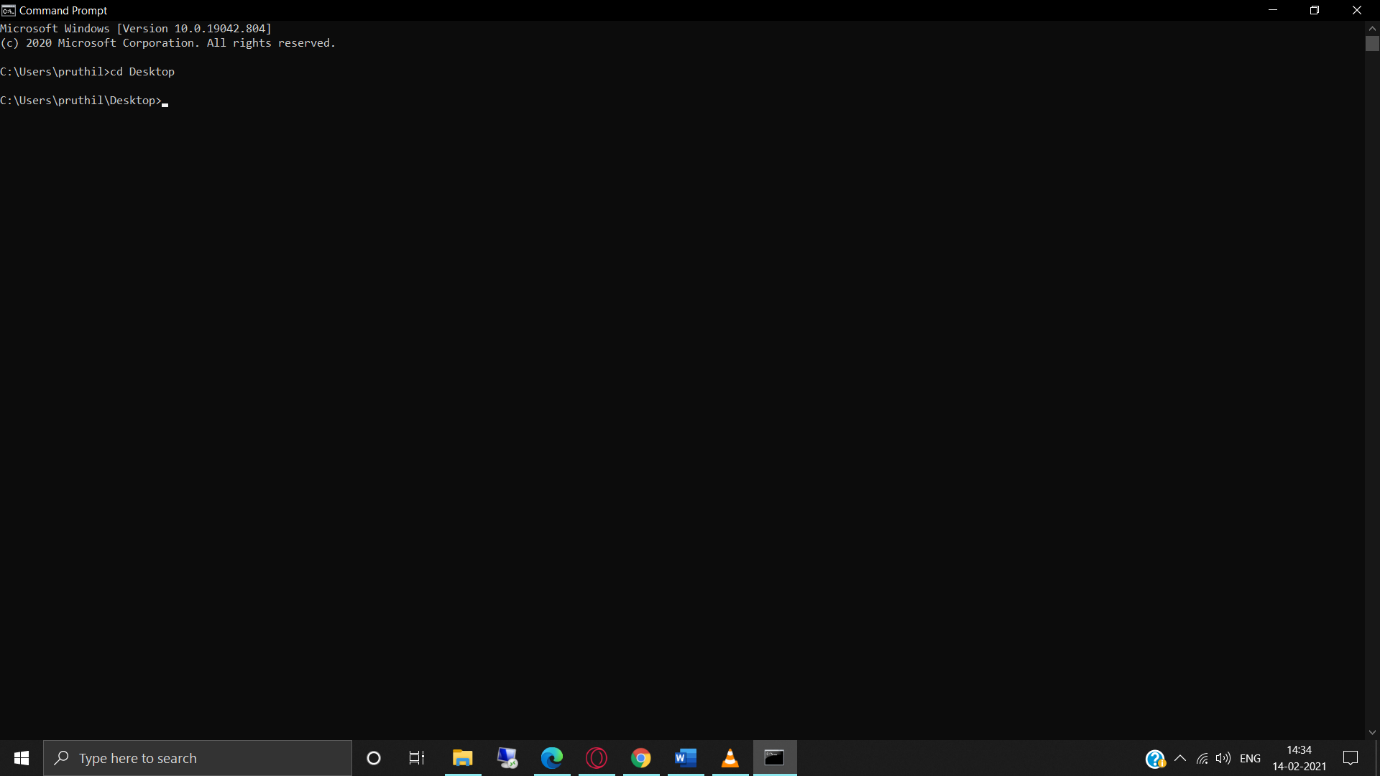 Command Prompt
Microsoft Windows [Version 10.0.19042.804]
(c) 2020 Microsoft Corporation. All rights reserved.
C:\Users\pruthil>cd Desktop
C:\Users\pruthil\Desktop>
Type here to search
ENG
14:34
14-02-2021